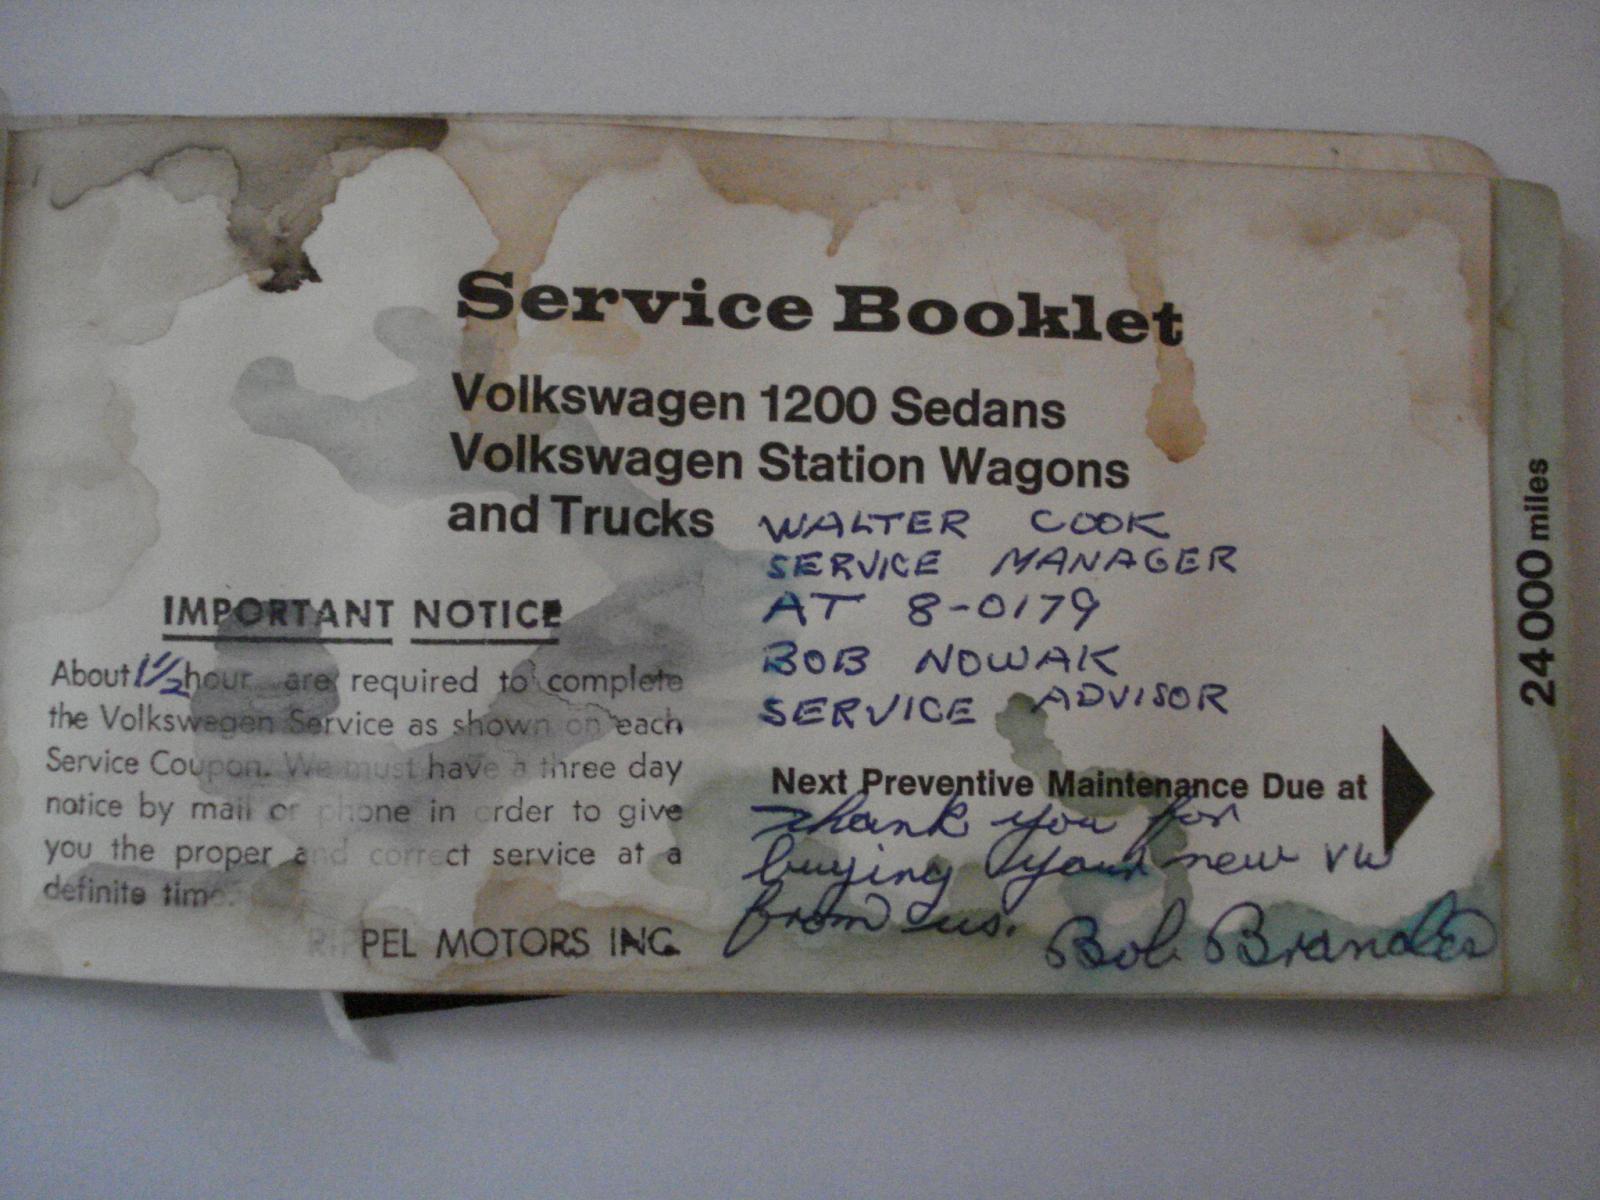 Service Booklet
Volkswagen 1200 Sedans
Volkswagen Station Wagons
and Trucks
WALTER COOK
SERVICE MANAGER
AT 8-0179
BOB NOWAK
SERVICE ADVISOR
IMPORTANT NOTICE
About 1 1/2 hour are required to complete
the Volkswagen Service as shown on each
Service Coupon. We must have a three day
notice by mail or phone in order to give
you the proper and correct service at a
definite time.
RIPPEL MOTORS INC.
Next Preventive Maintenance Due at
Thank you for
buying your new VW
from us.
Bob
24000 miles